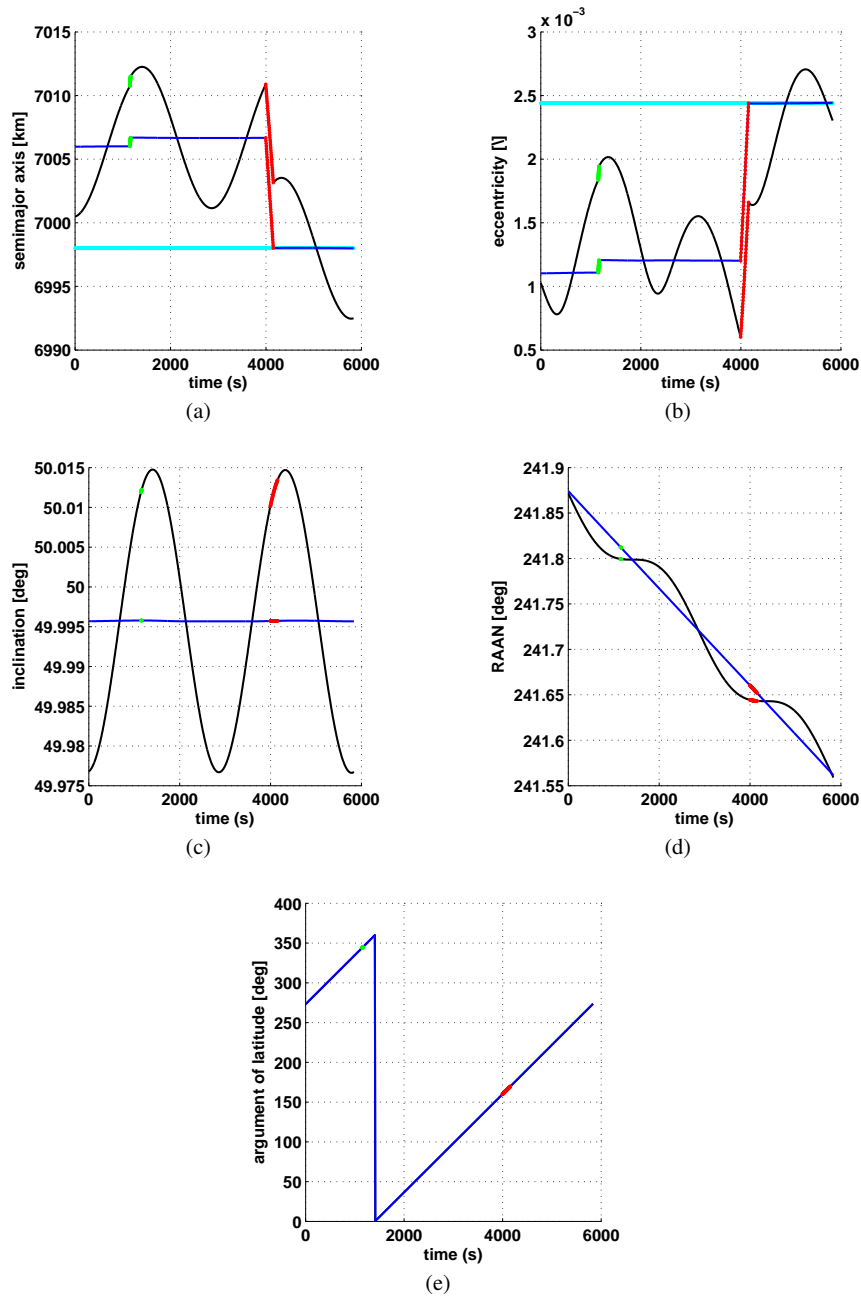 7015
7010
7005
7000
6995
6990
semimajor axis [km]
0 2000 4000 6000
time (s)
(a)
x 10⁻³
3
2.5
2
1.5
1
0.5
eccentricity [\]
0 2000 4000 6000
time (s)
(b)
50.015
50.01
50.005
50
49.995
49.99
49.985
49.98
49.975
inclination [deg]
0 2000 4000 6000
time (s)
(c)
241.9
241.85
241.8
241.75
241.7
241.65
241.6
241.55
RAAN [deg]
0 2000 4000 6000
time (s)
(d)
400
350
300
250
200
150
100
50
0
argument of latitude [deg]
0 2000 4000 6000
time (s)
(e)